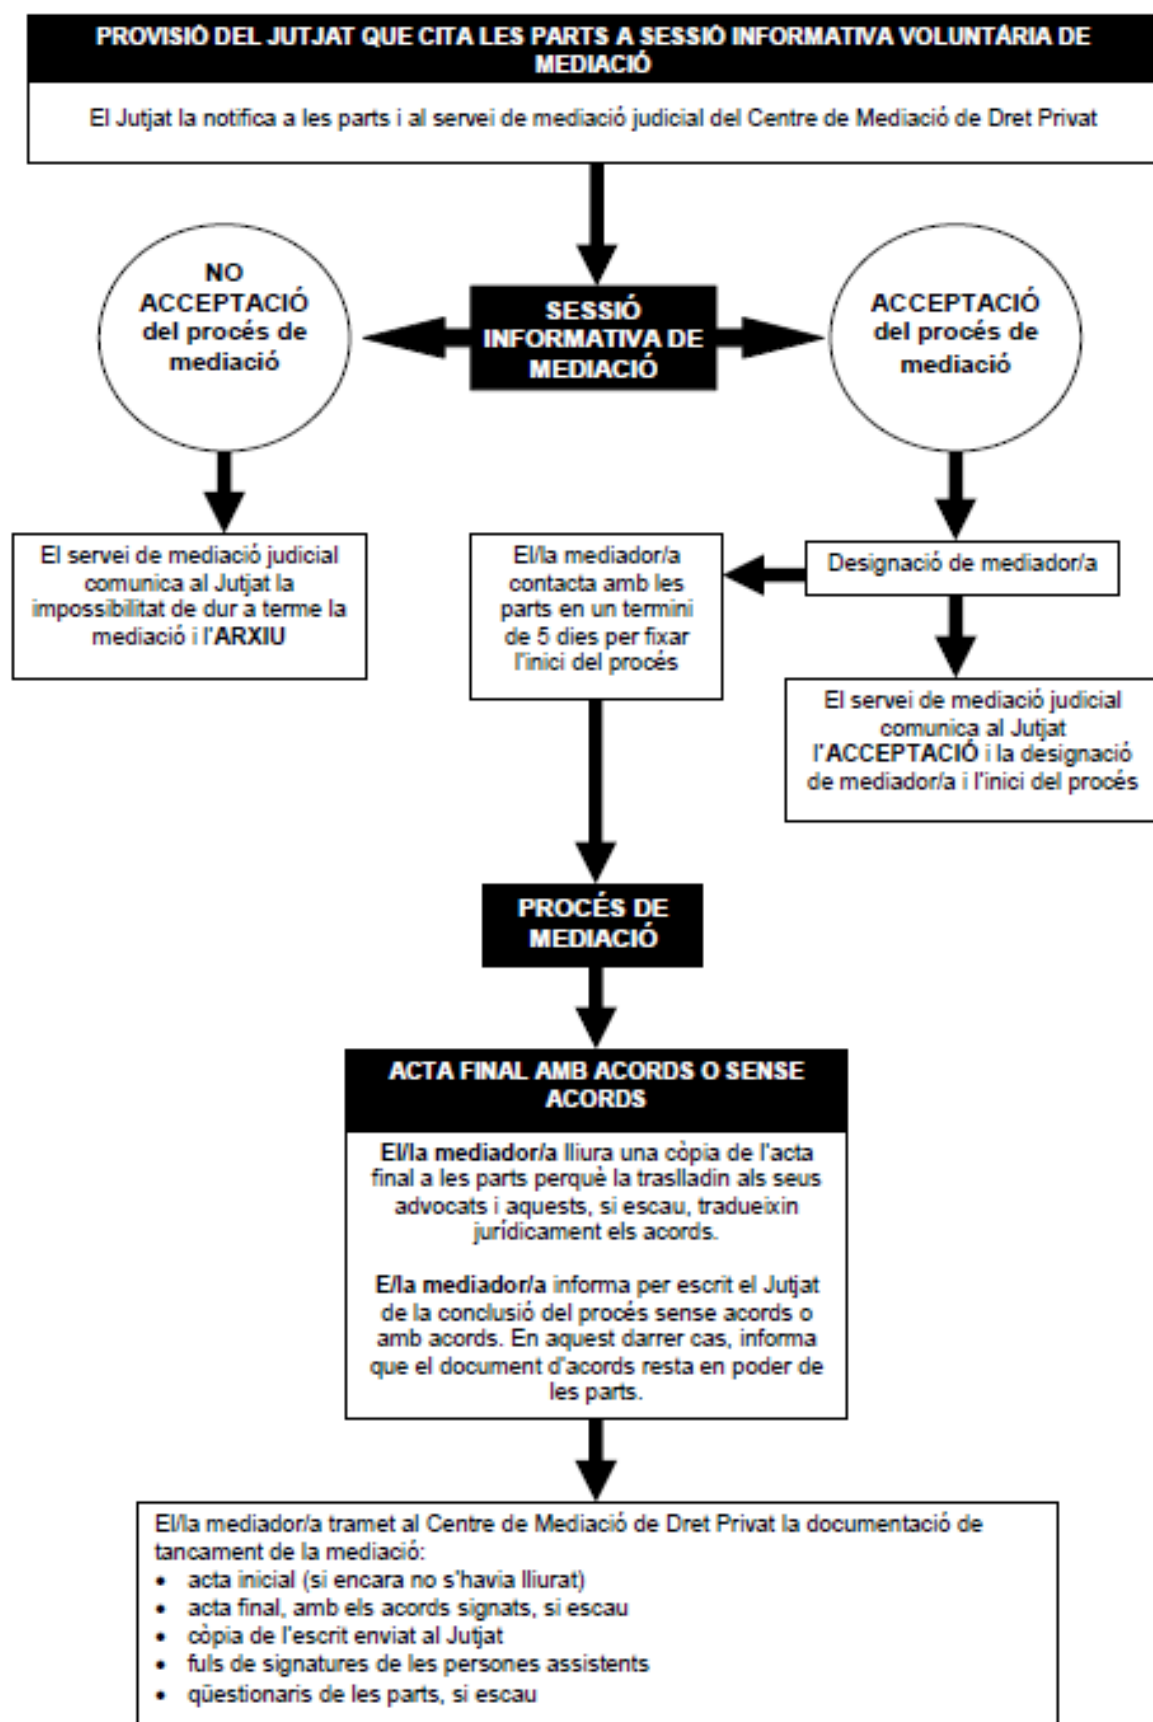 PROVISIÓ DEL JUTJAT QUE CITA LES PARTS A SESSIÓ INFORMATIVA VOLUNTÀRIA DE
MEDIACIÓ
El Jutjat la notifica a les parts i al servei de mediació judicial del Centre de Mediació de Dret Privat
NO
ACCEPTACIÓ
del procés de
mediació
SESSIÓ
INFORMATIVA DE
MEDIACIÓ
ACCEPTACIÓ
del procés de
mediació
El servei de mediació judicial
comunica al Jutjat la
impossibilitat de dur a terme la
mediació i l'ARXIU
El/la mediador/a
contacta amb les
parts en un termini
de 5 dies per fixar
l'inici del procés
Designació de mediador/a
El servei de mediació judicial
comunica al Jutjat
l'ACCEPTACIÓ i la designació
de mediador/a i l'inici del procés
PROCÉS DE
MEDIACIÓ
ACTA FINAL AMB ACORDS O SENSE
ACORDS
El/la mediador/a lliura una còpia de l'acta
final a les parts perquè la traslladin als seus
advocats i aquests, si escau, tradueixin
jurídicament els acords.
E/la mediador/a informa per escrit el Jutjat
de la conclusió del procés sense acords o
amb acords. En aquest darrer cas, informa
que el document d'acords resta en poder de
les parts.
El/la mediador/a tramet al Centre de Mediació de Dret Privat la documentació de
tancament de la mediació:
• acta inicial (si encara no s'havia lliurat)
• acta final, amb els acords signats, si escau
• còpia de l'escrit enviat al Jutjat
• fuls de signatures de les persones assistents
• qüestionaris de les parts, si escau